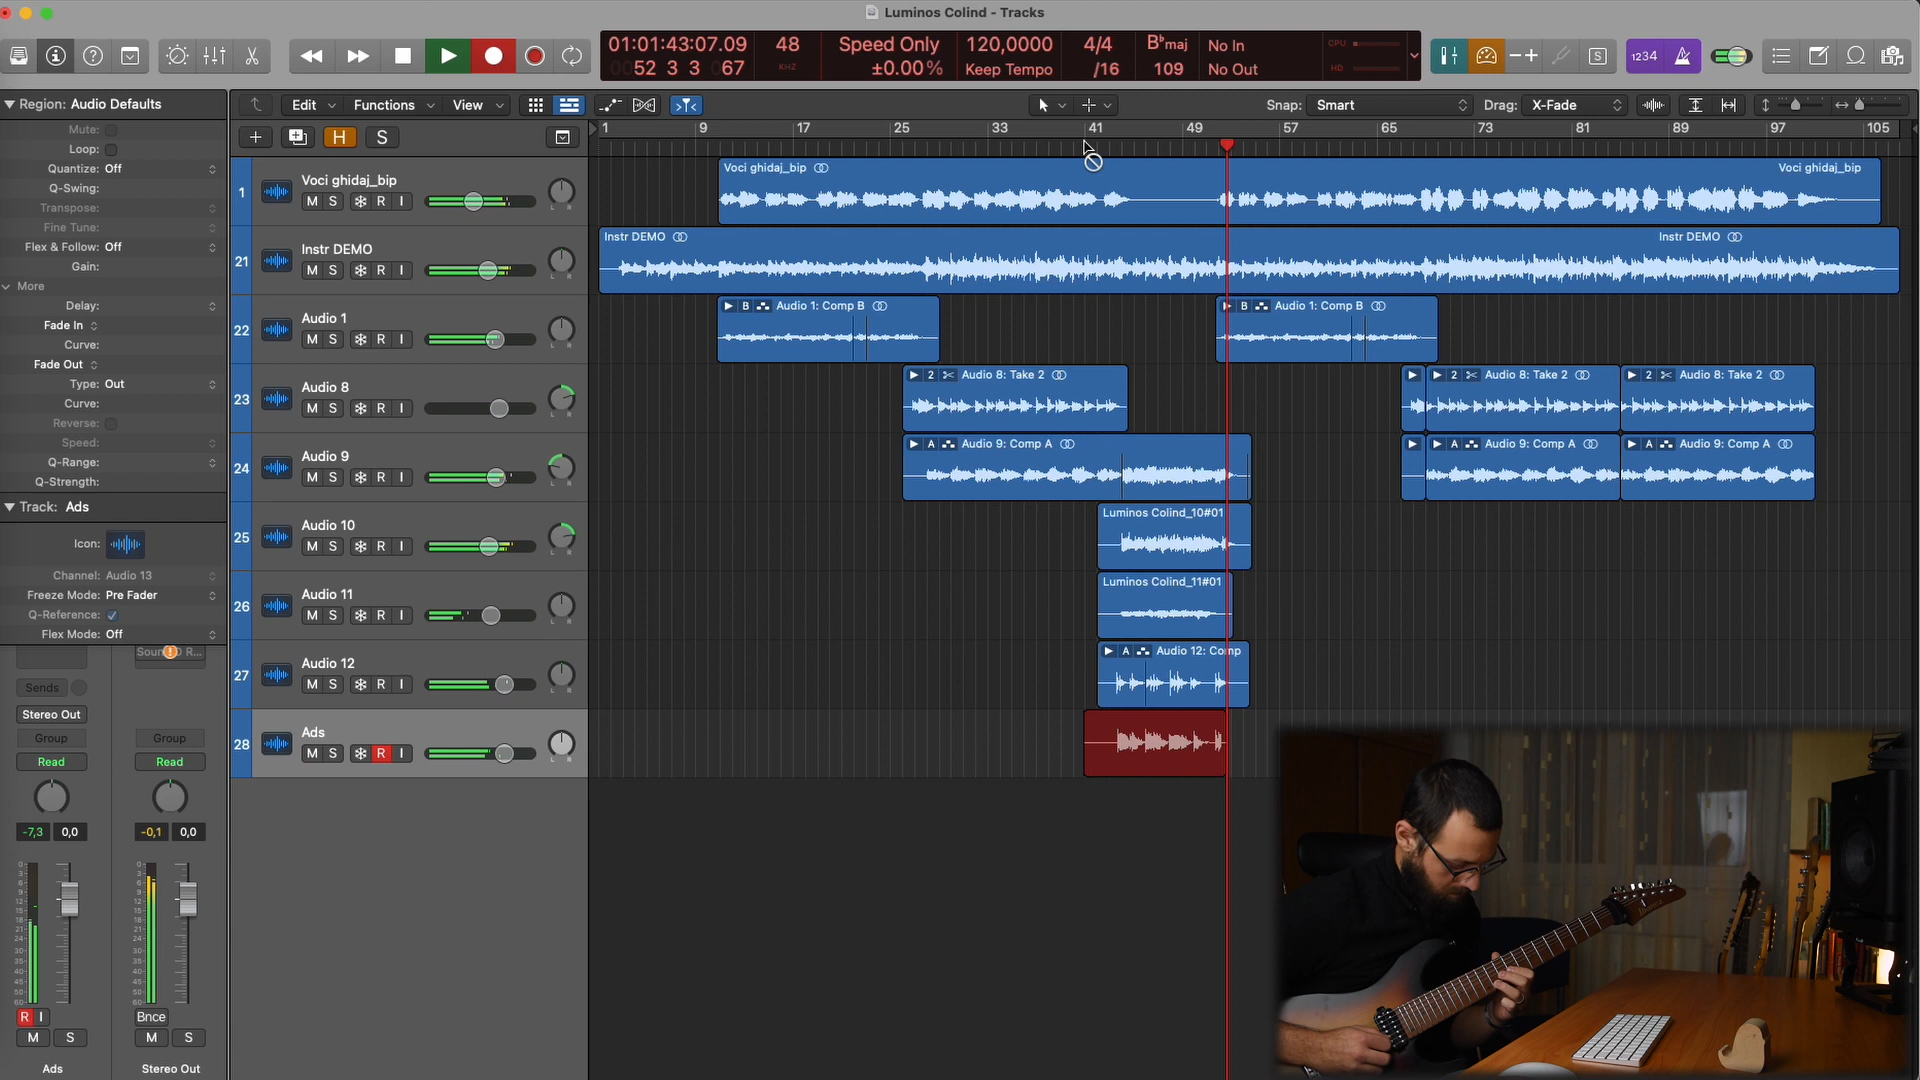 Luminos Colind - Tracks
01:01:43:07.09 48 Speed Only 120,0000 4/4 B♭maj No In CPU
0052 3 3 067 KHZ ±0.00% Keep Tempo /16 109 No Out HD
1234
S
Region: Audio Defaults
Mute:
Loop:
Quantize: Off
Q-Swing:
Transpose:
Fine Tune:
Flex & Follow: Off
Gain:
More
Delay:
Fade In
Curve:
Fade Out
Type: Out
Curve:
Reverse:
Speed:
Q-Range:
Q-Strength:
Track: Ads
Icon:
Channel: Audio 13
Freeze Mode: Pre Fader
Q-Reference:
Flex Mode: Off
Sends
Stereo Out
Group Group
Read Read
-7,3 0,0 -0,1 0,0
R I Bnce
M S M S
Ads Stereo Out
Edit Functions View Snap: Smart Drag: X-Fade
H S
1 9 17 25 33 41 49 57 65 73 81 89 97 105
1 Voci ghidaj_bip
M S R I
21 Instr DEMO
M S R I
22 Audio 1
M S R I
23 Audio 8
M S R I
24 Audio 9
M S R I
25 Audio 10
M S R I
26 Audio 11
M S R I
27 Audio 12
M S R I
28 Ads
M S R I
Voci ghidaj_bip Voci ghidaj_bip
Instr DEMO Instr DEMO
B Audio 1: Comp B B Audio 1: Comp B
2 Audio 8: Take 2 2 Audio 8: Take 2 2 Audio 8: Take 2
A Audio 9: Comp A A Audio 9: Comp A A Audio 9: Comp A
Luminos Colind_10#01
Luminos Colind_11#01
A Audio 12: Comp